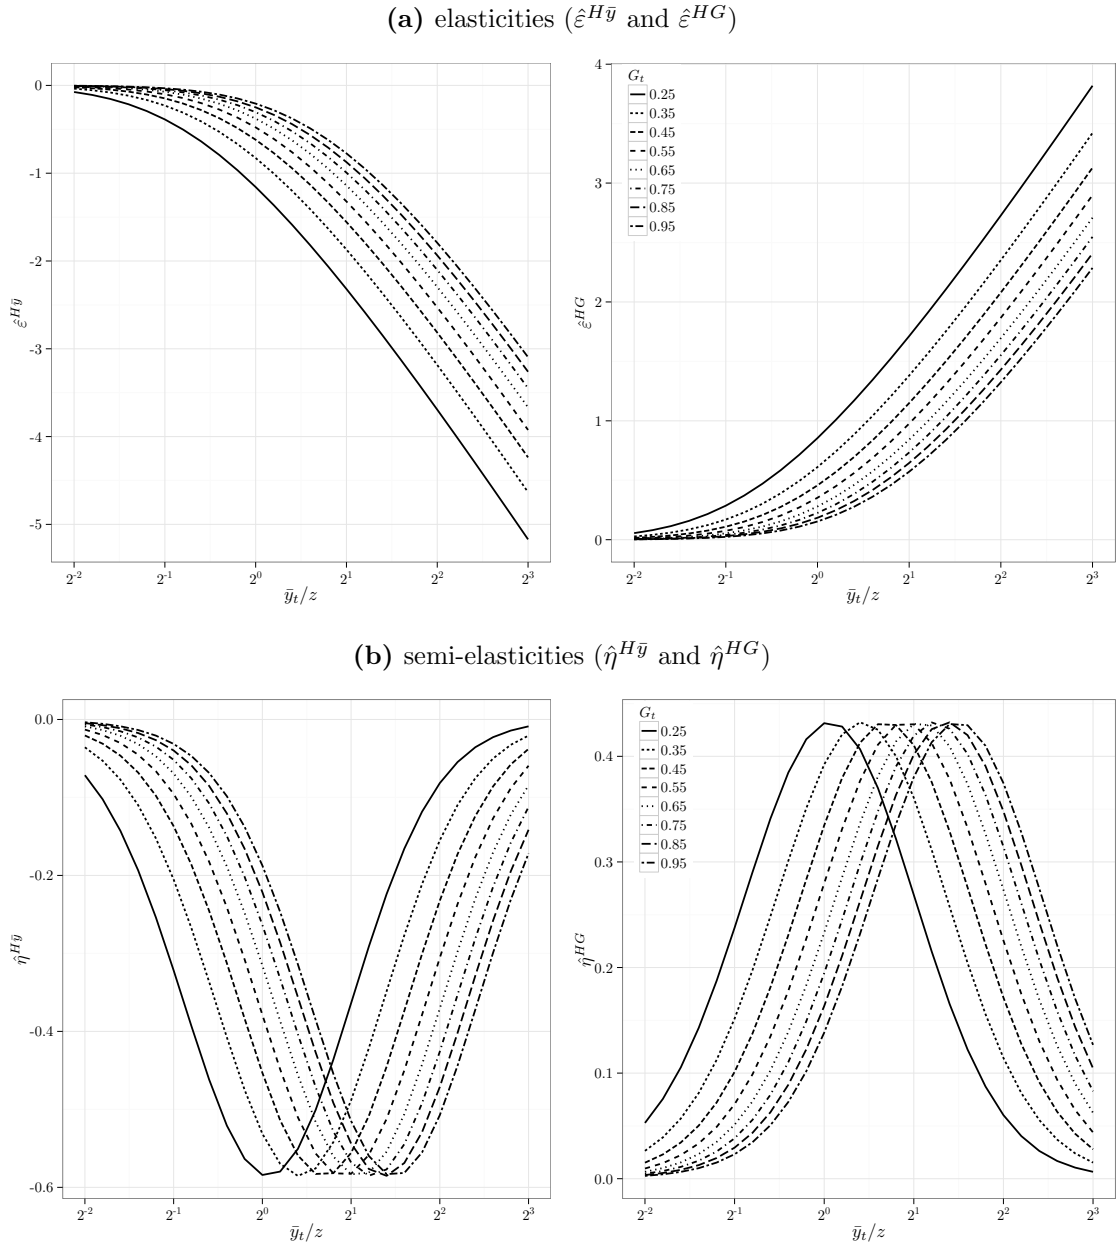 (a) elasticities (ε̂^{Hȳ} and ε̂^{HG})
0
-1
-2
-3
-4
-5
ε̂^{Hȳ}
2^{-2} 2^{-1} 2^0 2^1 2^2 2^3
ȳ_t/z
4
3
2
1
0
ε̂^{HG}
G_t
0.25
0.35
0.45
0.55
0.65
0.75
0.85
0.95
2^{-2} 2^{-1} 2^0 2^1 2^2 2^3
ȳ_t/z
(b) semi-elasticities (η̂^{Hȳ} and η̂^{HG})
0.0
-0.2
-0.4
-0.6
η̂^{Hȳ}
2^{-2} 2^{-1} 2^0 2^1 2^2 2^3
ȳ_t/z
0.4
0.3
0.2
0.1
0.0
η̂^{HG}
G_t
0.25
0.35
0.45
0.55
0.65
0.75
0.85
0.95
2^{-2} 2^{-1} 2^0 2^1 2^2 2^3
ȳ_t/z